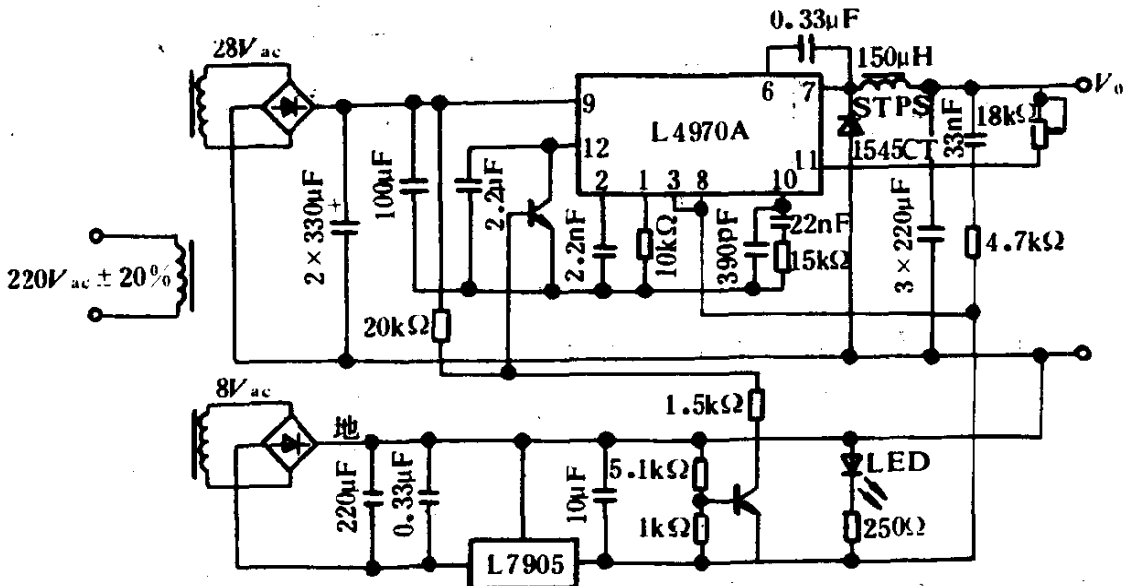 0.33μF
28Vac
150μH
6
7
Vo
9
L4970A
STPS
1545CT
33nF
18kΩ
12
11
2
1
3
8
10
100μF
2.2μF
2×330μF
+
2.2nF
10kΩ
390pF
22nF
15kΩ
3×220μF
4.7kΩ
220Vac±20%
20kΩ
8Vac
地
1.5kΩ
220μF
0.33μF
10μF
5.1kΩ
LED
1kΩ
250Ω
L7905